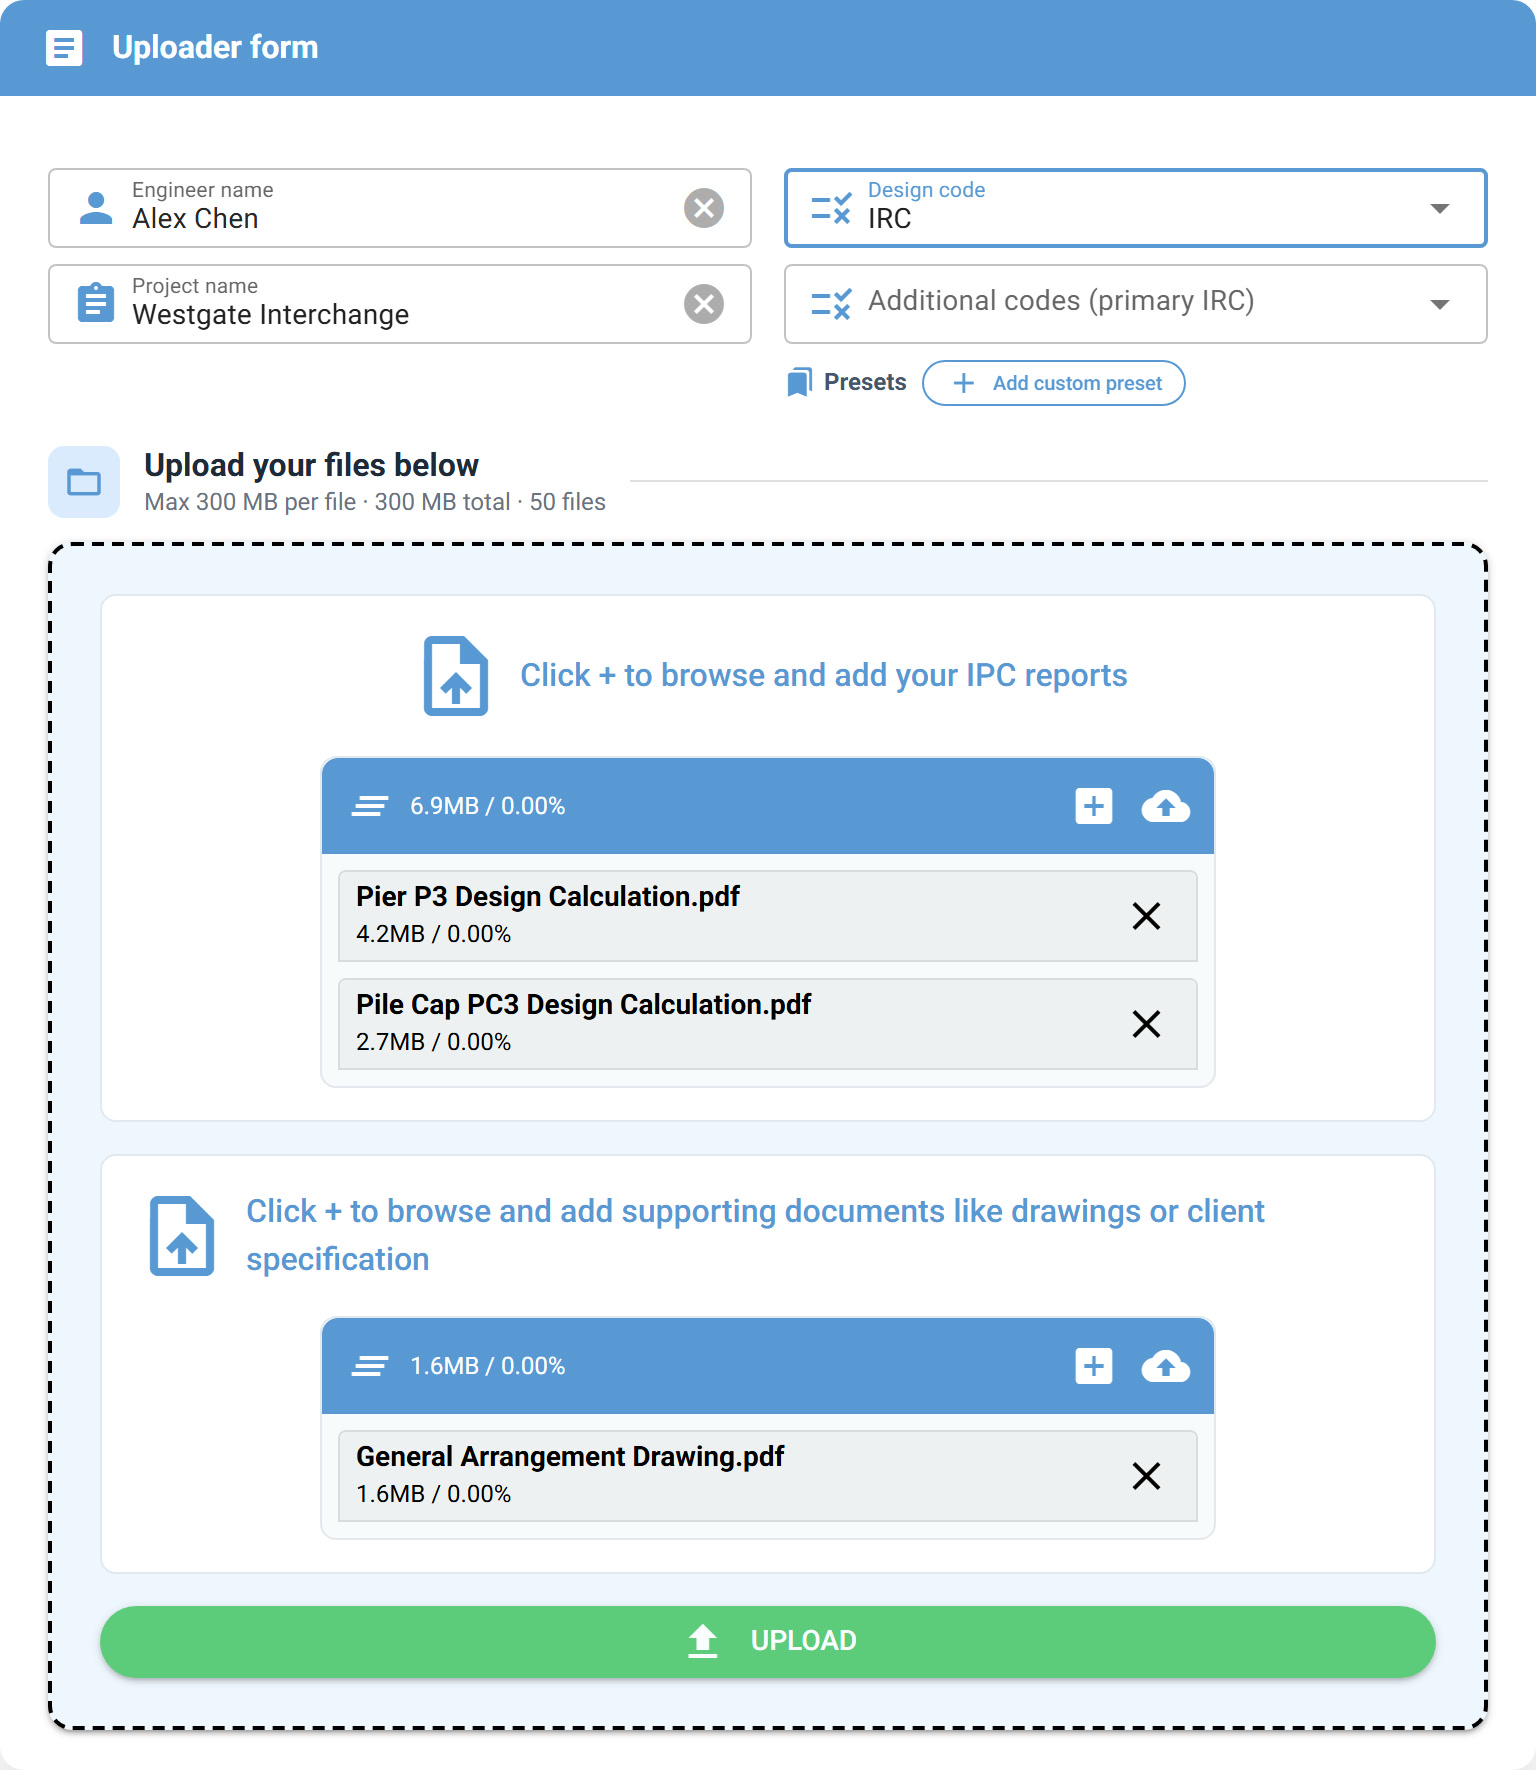 Uploader form
Engineer name
Alex Chen
Design code
IRC
Project name
Westgate Interchange
Additional codes (primary IRC)
Presets
Add custom preset
Upload your files below
Max 300 MB per file · 300 MB total · 50 files
Click + to browse and add your IPC reports
6.9MB / 0.00%
Pier P3 Design Calculation.pdf
4.2MB / 0.00%
Pile Cap PC3 Design Calculation.pdf
2.7MB / 0.00%
Click + to browse and add supporting documents like drawings or client
specification
1.6MB / 0.00%
General Arrangement Drawing.pdf
1.6MB / 0.00%
UPLOAD